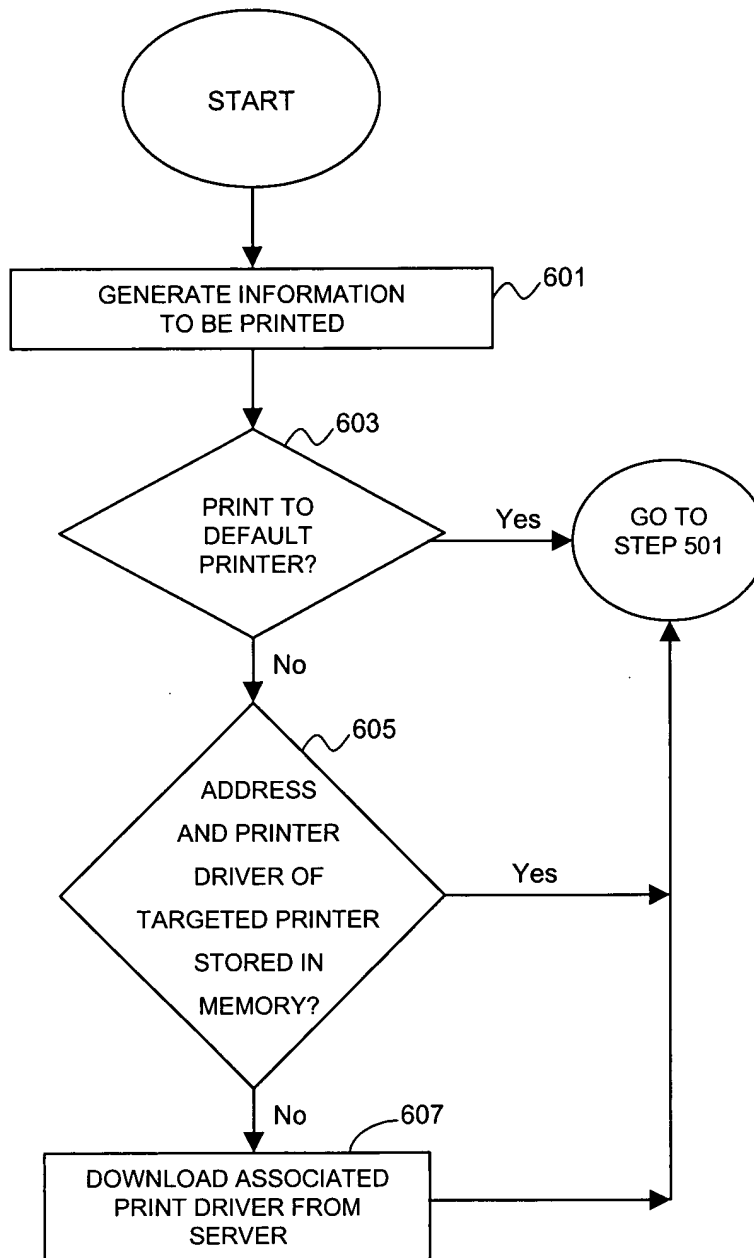 START
GENERATE INFORMATION
TO BE PRINTED
601
603
PRINT TO
DEFAULT
PRINTER?
Yes
GO TO
STEP 501
No
605
ADDRESS
AND PRINTER
DRIVER OF
TARGETED PRINTER
STORED IN
MEMORY?
Yes
No
607
DOWNLOAD ASSOCIATED
PRINT DRIVER FROM
SERVER